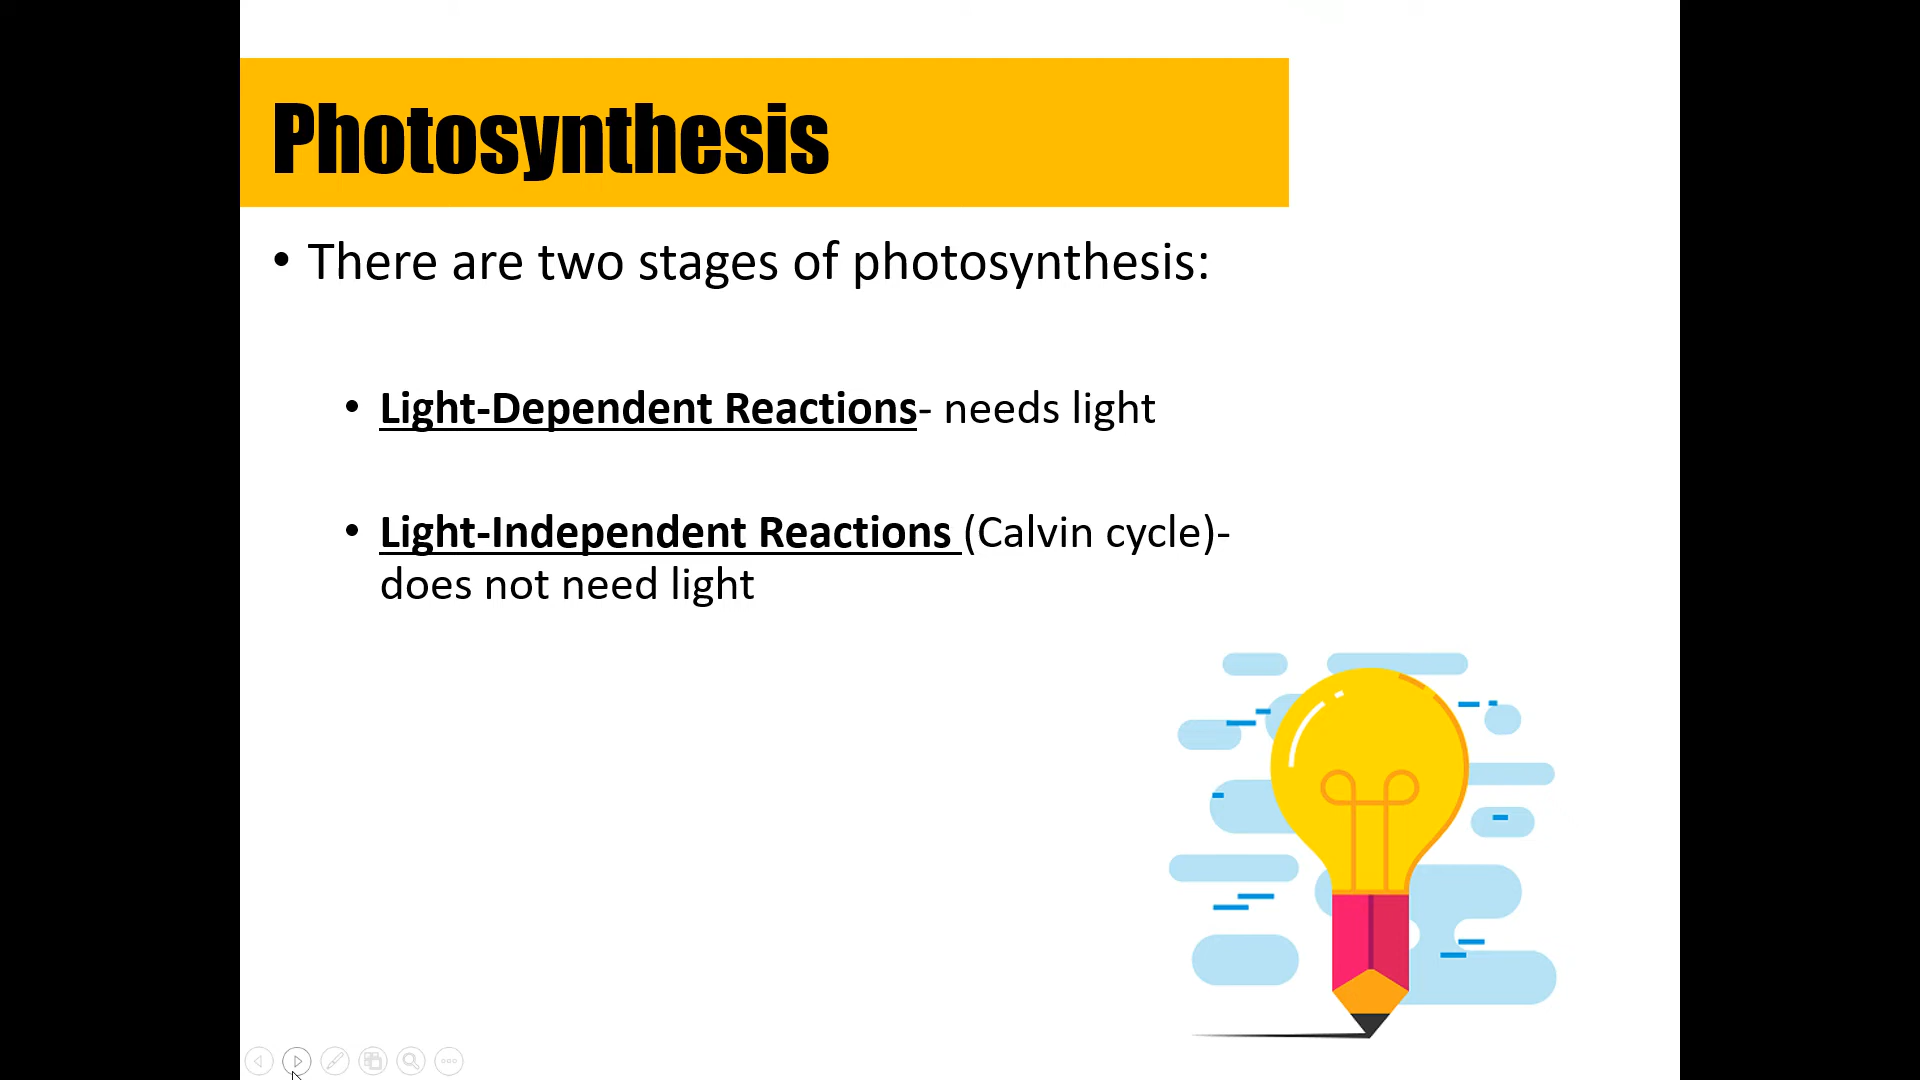 Photosynthesis
• There are two stages of photosynthesis:
• Light-Dependent Reactions- needs light
• Light-Independent Reactions (Calvin cycle)-
does not need light